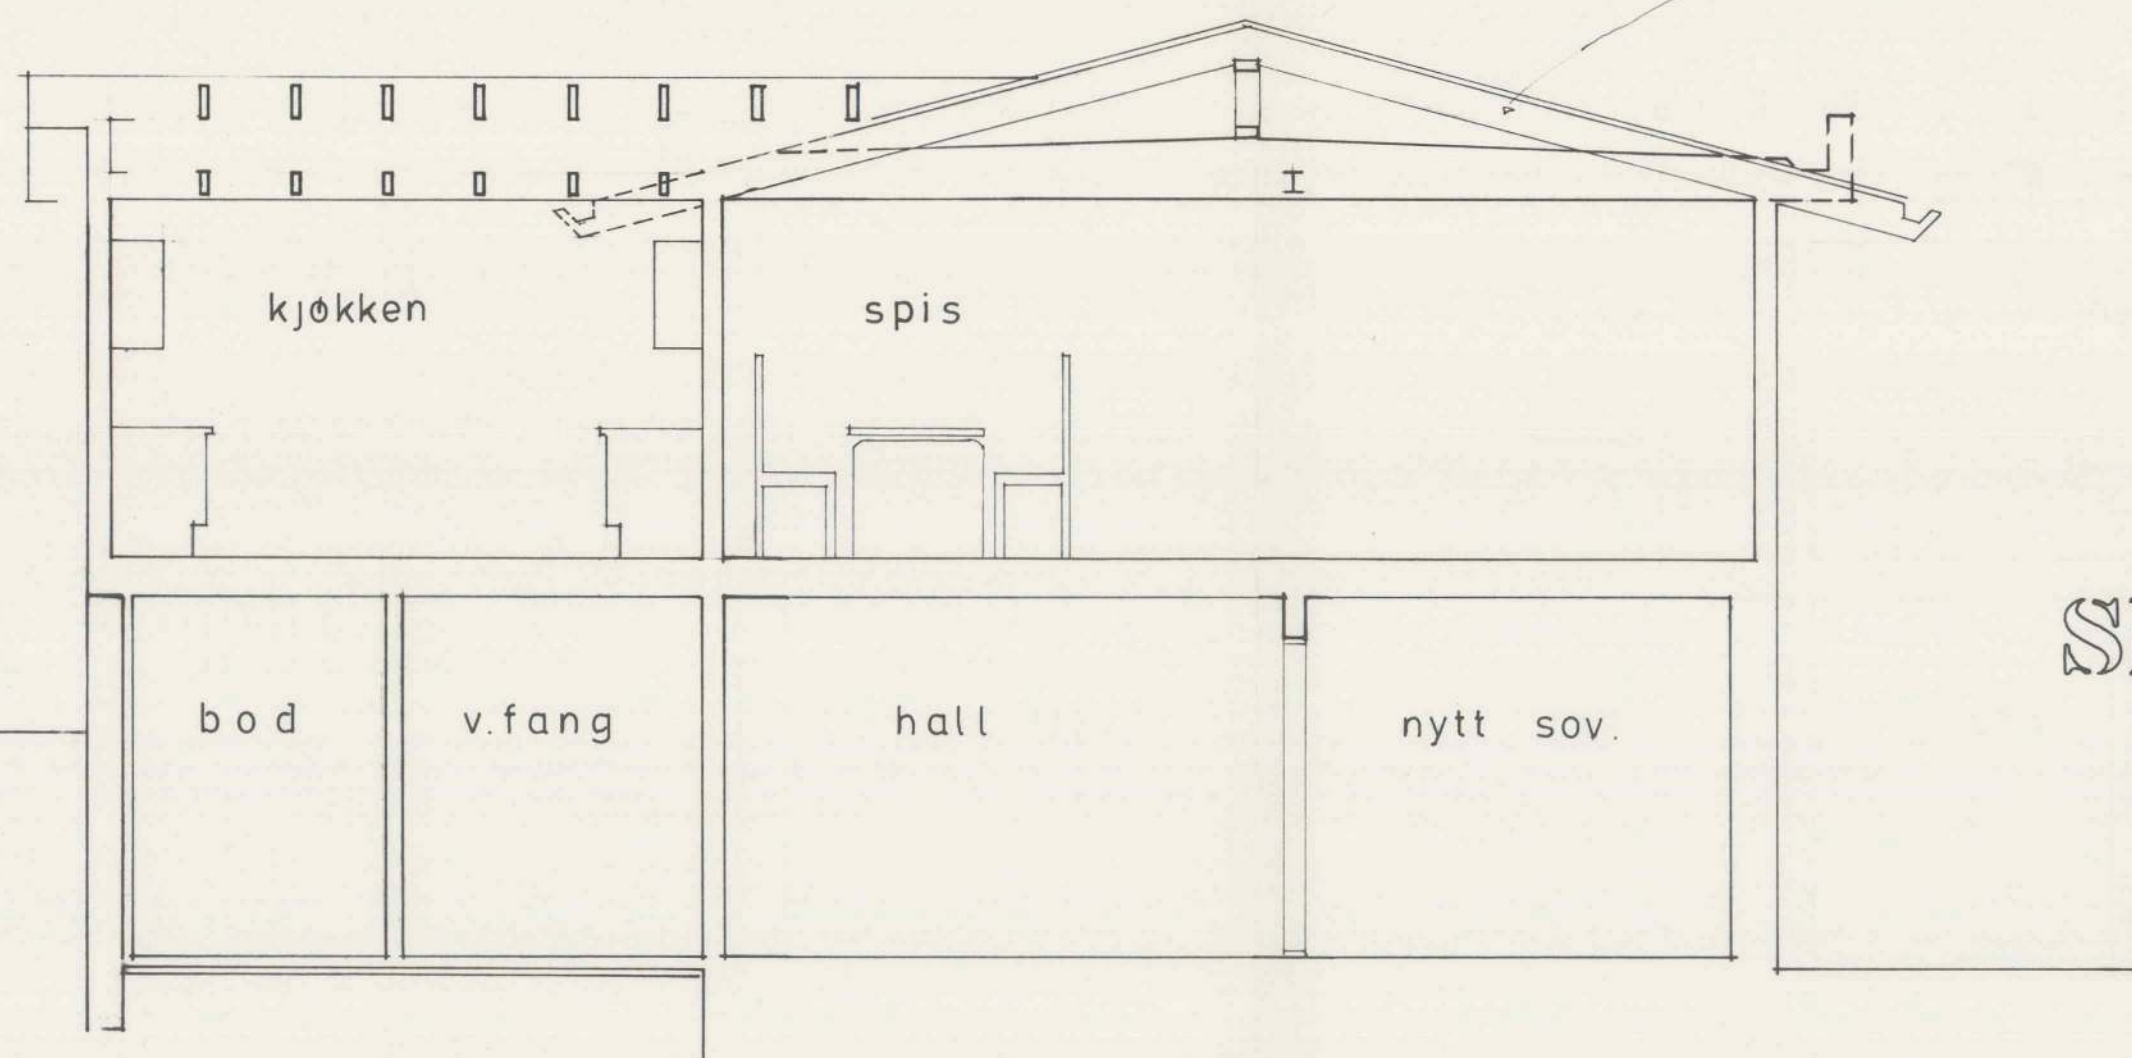 kjøkken
spis
bod
v.fang
hall
nytt sov.